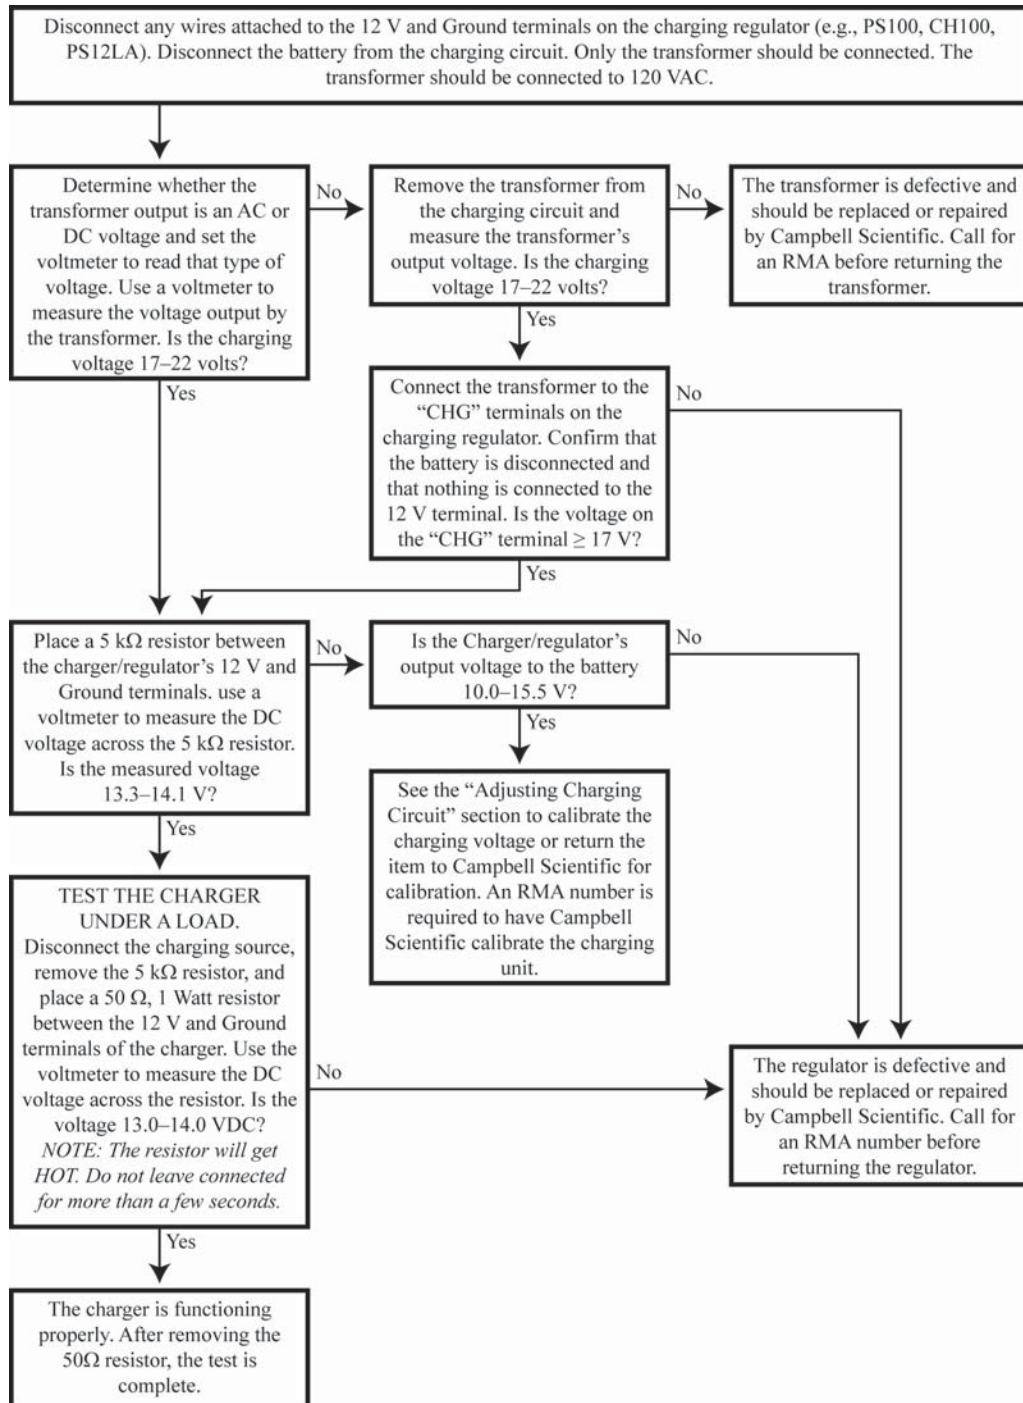 Disconnect any wires attached to the 12 V and Ground terminals on the charging regulator (e.g., PS100, CH100,
PS12LA). Disconnect the battery from the charging circuit. Only the transformer should be connected. The
transformer should be connected to 120 VAC.
Determine whether the
transformer output is an AC or
DC voltage and set the
voltmeter to read that type of
voltage. Use a voltmeter to
measure the voltage output by
the transformer. Is the charging
voltage 17–22 volts?
No
Remove the transformer from
the charging circuit and
measure the transformer's
output voltage. Is the charging
voltage 17–22 volts?
No
The transformer is defective and
should be replaced or repaired
by Campbell Scientific. Call for
an RMA before returning the
transformer.
Yes
Yes
Connect the transformer to the
“CHG” terminals on the
charging regulator. Confirm that
the battery is disconnected and
that nothing is connected to the
12 V terminal. Is the voltage on
the “CHG” terminal ≥ 17 V?
No
Yes
Place a 5 kΩ resistor between
the charger/regulator's 12 V and
Ground terminals. use a
voltmeter to measure the DC
voltage across the 5 kΩ resistor.
Is the measured voltage
13.3–14.1 V?
No
Is the Charger/regulator's
output voltage to the battery
10.0–15.5 V?
No
Yes
See the “Adjusting Charging
Circuit” section to calibrate the
charging voltage or return the
item to Campbell Scientific for
calibration. An RMA number is
required to have Campbell
Scientific calibrate the charging
unit.
Yes
TEST THE CHARGER
UNDER A LOAD.
Disconnect the charging source,
remove the 5 kΩ resistor, and
place a 50 Ω, 1 Watt resistor
between the 12 V and Ground
terminals of the charger. Use the
voltmeter to measure the DC
voltage across the resistor. Is the
voltage 13.0–14.0 VDC?
NOTE: The resistor will get
HOT. Do not leave connected
for more than a few seconds.
No
The regulator is defective and
should be replaced or repaired
by Campbell Scientific. Call for
an RMA number before
returning the regulator.
Yes
The charger is functioning
properly. After removing the
50Ω resistor, the test is
complete.